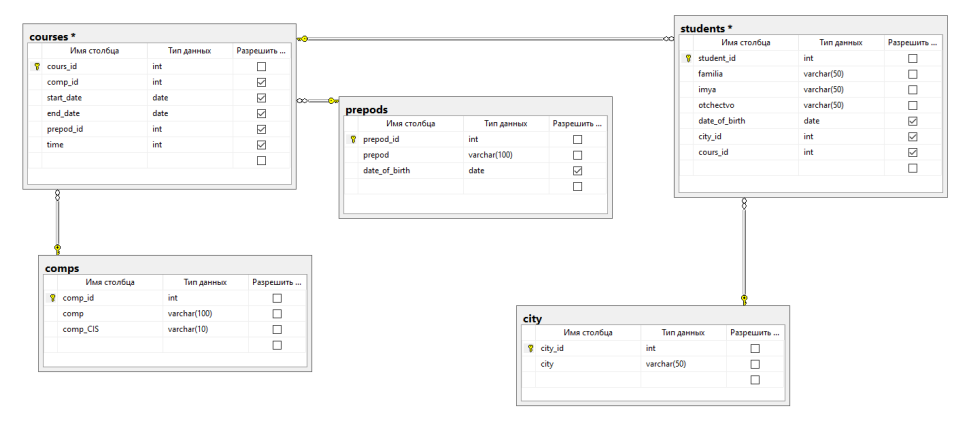 courses *
Имя столбца Тип данных Разрешить ...
cours_id int
comp_id int
start_date date
end_date date
prepod_id int
time int
prepods
Имя столбца Тип данных Разрешить ...
prepod_id int
prepod varchar(100)
date_of_birth date
students *
Имя столбца Тип данных Разрешить ...
student_id int
familia varchar(50)
imya varchar(50)
otchectvo varchar(50)
date_of_birth date
city_id int
cours_id int
comps
Имя столбца Тип данных Разрешить ...
comp_id int
comp varchar(100)
comp_CIS varchar(10)
city
Имя столбца Тип данных Разрешить ...
city_id int
city varchar(50)